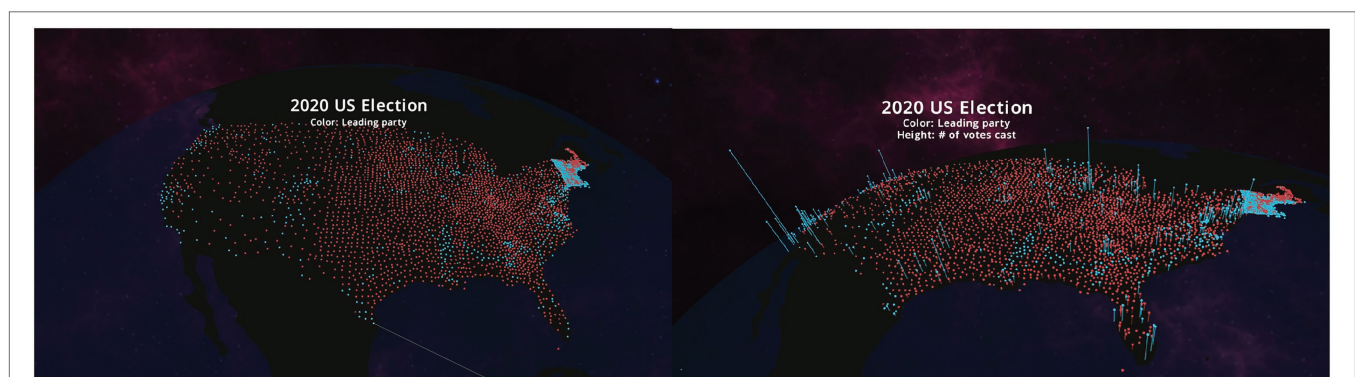 2020 US Election
Color: Leading party
2020 US Election
Color: Leading party
Height: # of votes cast